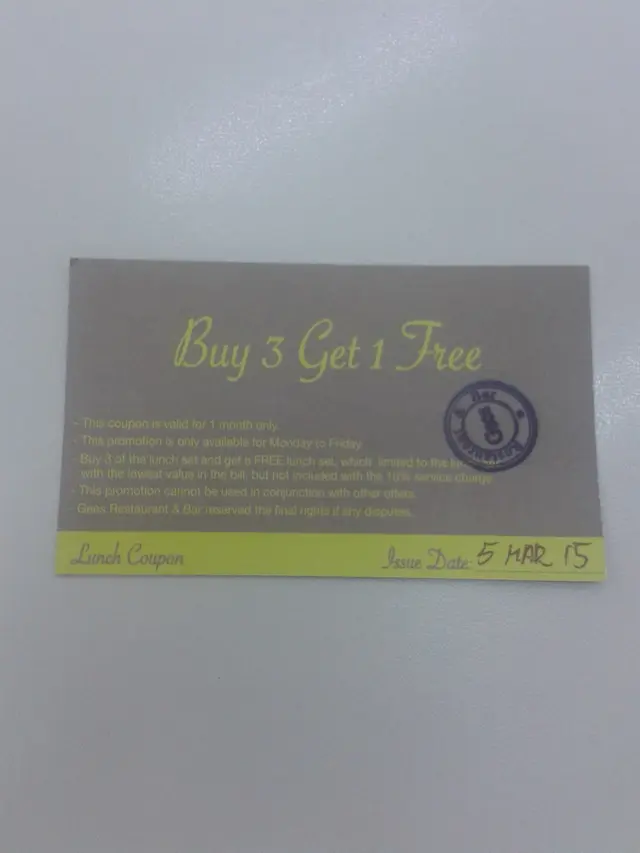 Buy 3 Get 1 Free
- This coupon is valid for 1 month only.
- This promotion is only available for Monday to Friday
- Buy 3 of the lunch set and get a FREE lunch set, which limited to the
with the lowest value in the bill, but not included with the 10% service charge
- This promotion cannot be used in conjunction with other offers.
- Gees Restaurant & Bar reserved the final rights if any disputes.
& Bar
Gees
Restaurant
Lunch Coupon
Issue Date: 5 MAR 15